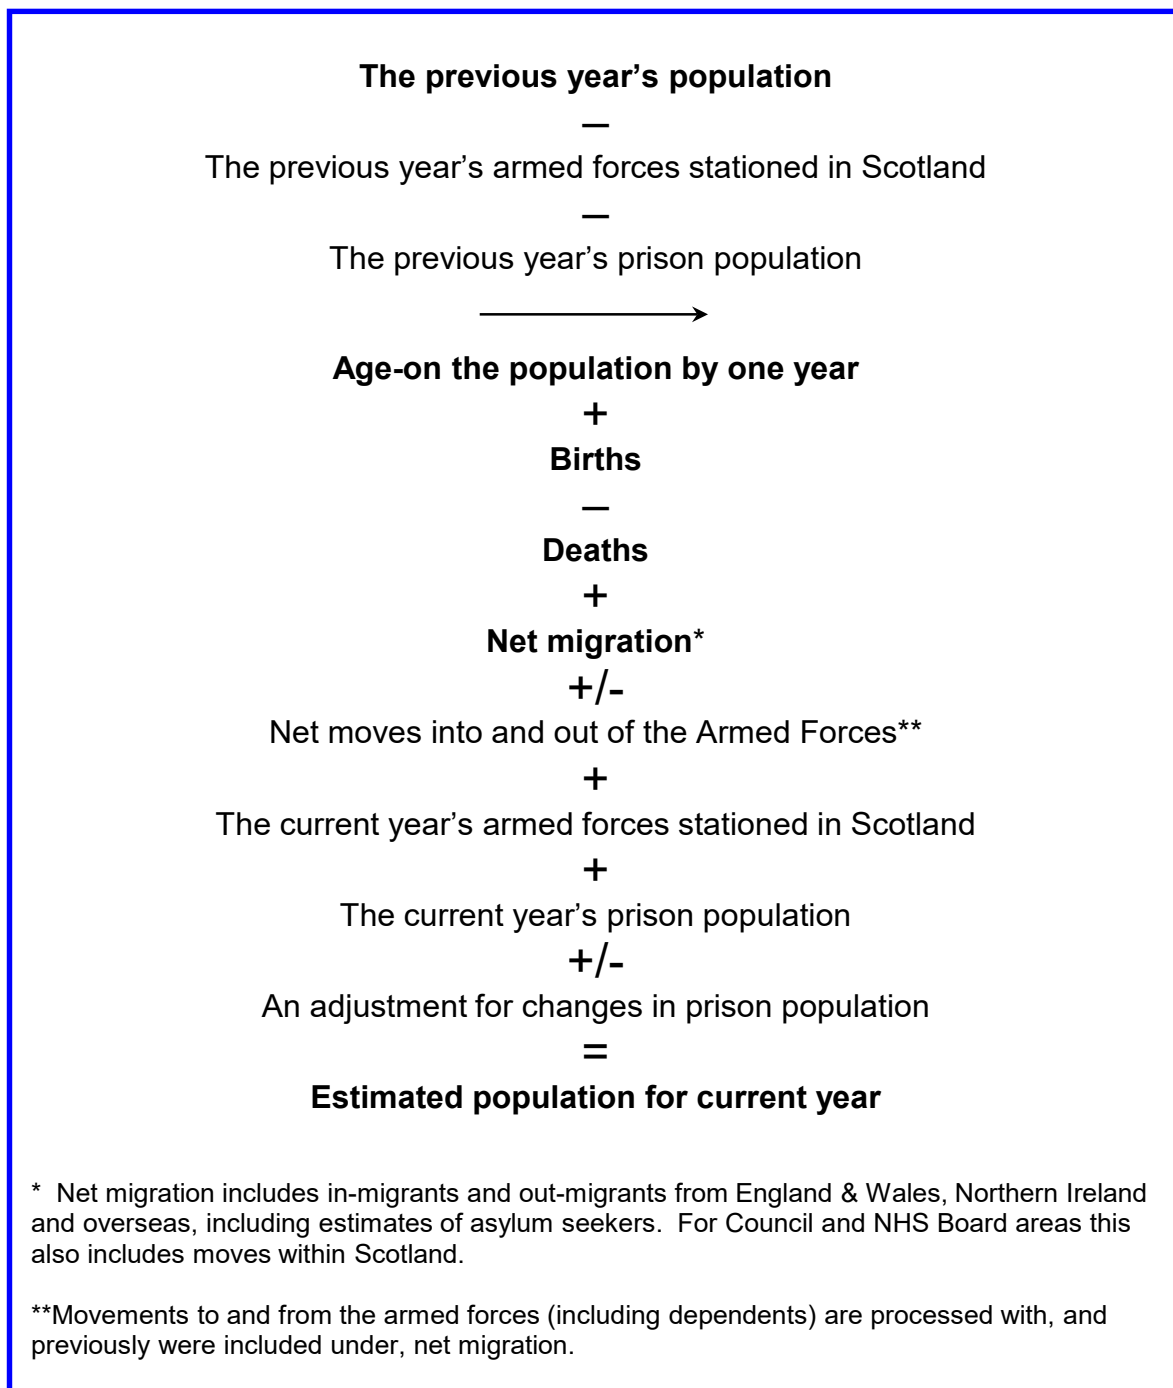 The previous year’s population
–
The previous year’s armed forces stationed in Scotland
–
The previous year’s prison population
Age-on the population by one year
+
Births
–
Deaths
+
Net migration*
+/-
Net moves into and out of the Armed Forces**
+
The current year’s armed forces stationed in Scotland
+
The current year’s prison population
+/-
An adjustment for changes in prison population
=
Estimated population for current year
* Net migration includes in-migrants and out-migrants from England & Wales, Northern Ireland
and overseas, including estimates of asylum seekers. For Council and NHS Board areas this
also includes moves within Scotland.
**Movements to and from the armed forces (including dependents) are processed with, and
previously were included under, net migration.